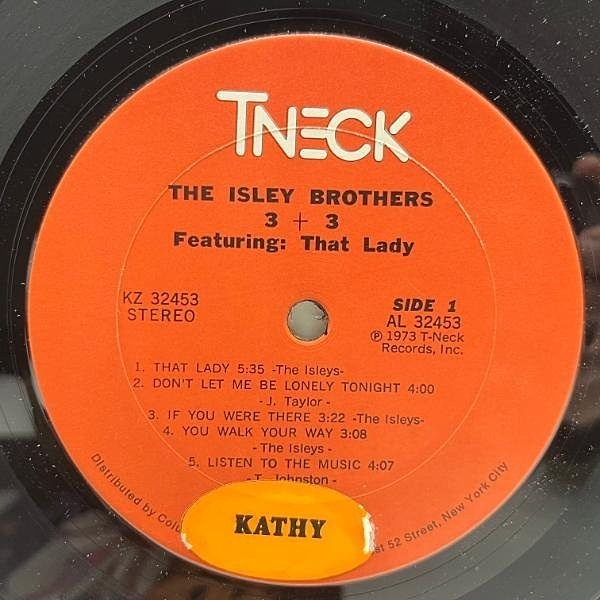 TNECK
THE ISLEY BROTHERS
3 + 3
Featuring: That Lady
KZ 32453
STEREO
SIDE 1
AL 32453
℗ 1973 T-Neck
Records, Inc.
1. THAT LADY 5:35 -The Isleys-
2. DON'T LET ME BE LONELY TONIGHT 4:00
- J. Taylor -
3. IF YOU WERE THERE 3:22 -The Isleys-
4. YOU WALK YOUR WAY 3:08
- The Isleys -
5. LISTEN TO THE MUSIC 4:07
- T. Johnston -
Distributed by
52 Street, New York City
KATHY